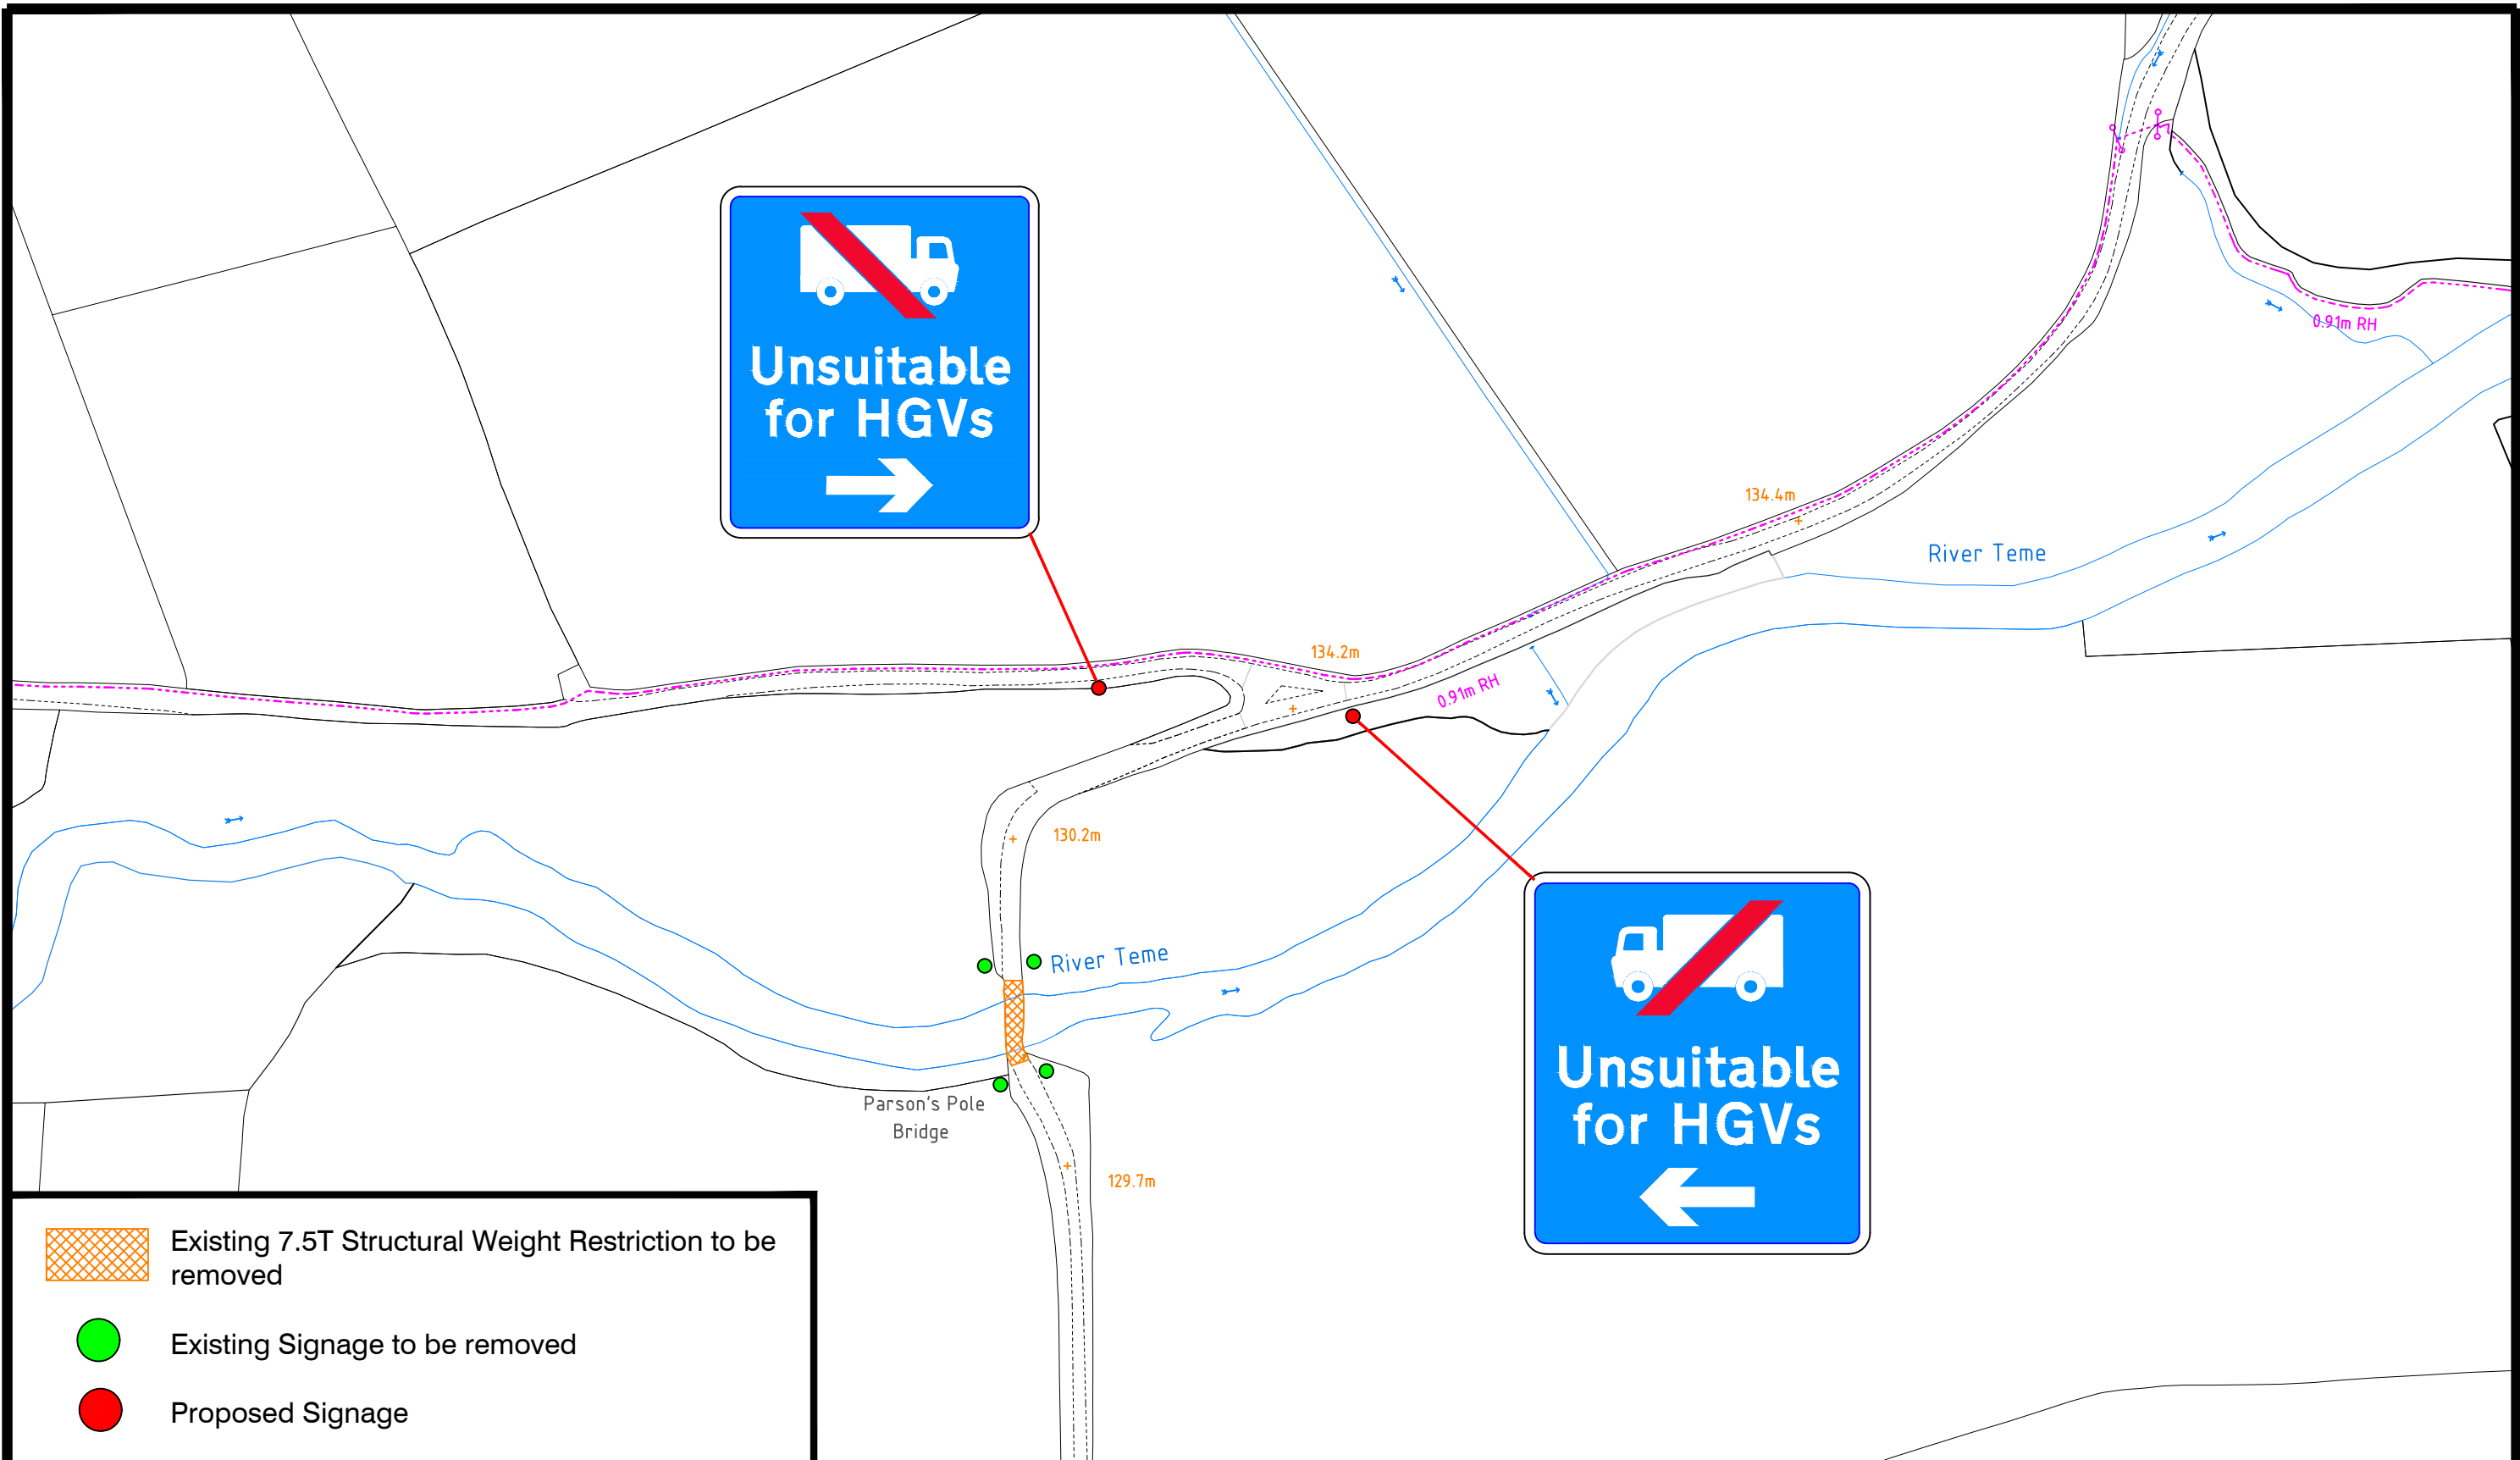 0.91m RH
Unsuitable
for HGVs
134.4m
River Teme
134.2m
0.91m RH
130.2m
River Teme
Parson's Pole
Bridge
129.7m
Unsuitable
for HGVs
Existing 7.5T Structural Weight Restriction to be
removed
Existing Signage to be removed
Proposed Signage